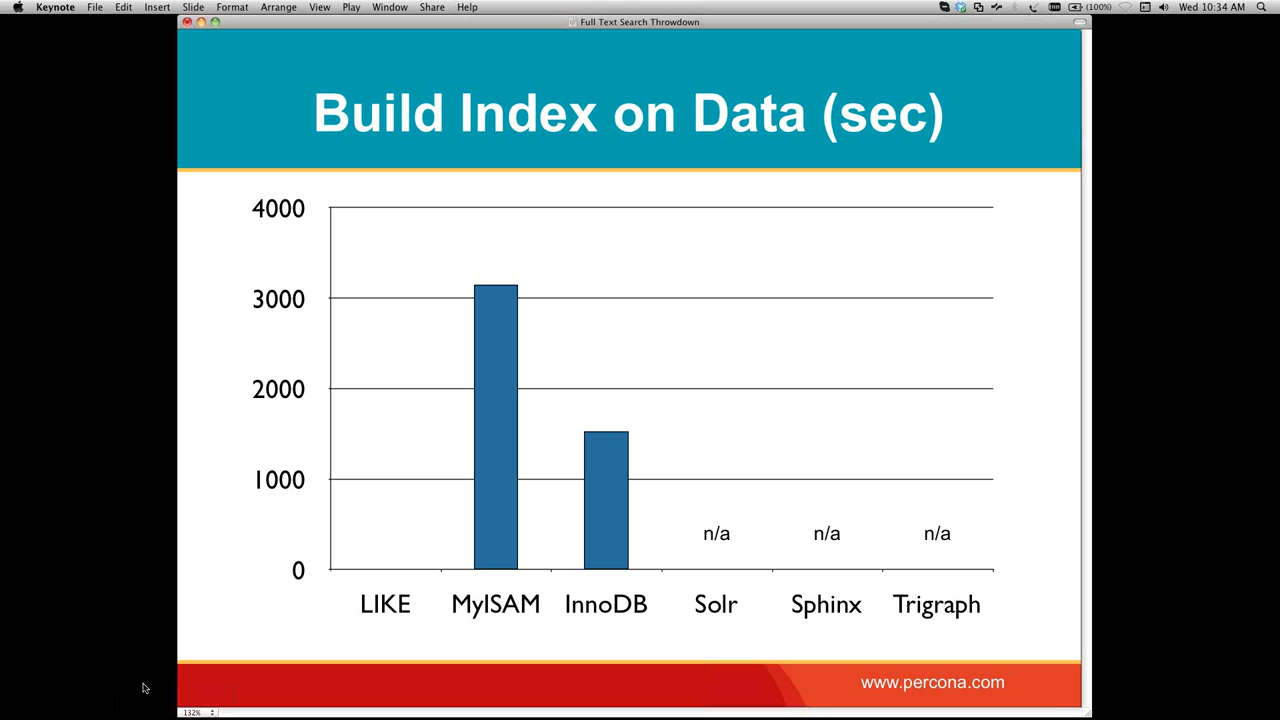 Keynote File Edit Insert Slide Format Arrange View Play Window Share Help (100%) Wed 10:34 AM
Full Text Search Throwdown
Build Index on Data (sec)
4000
3000
2000
1000
n/a n/a n/a
0
LIKE MyISAM InnoDB Solr Sphinx Trigraph
www.percona.com
132%